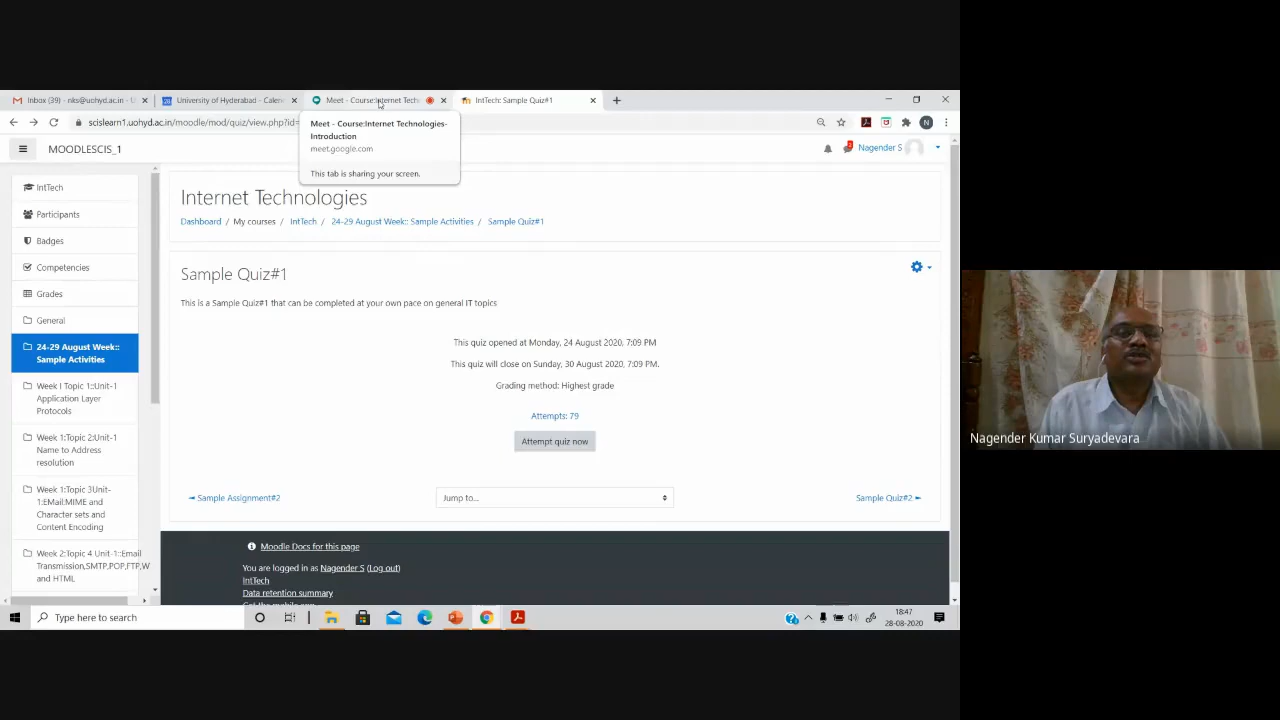 Inbox (39) - nks@uohyd.ac.in - U
University of Hyderabad - Calen
Meet - Course:Internet Tech
IntTech: Sample Quiz#1
scislearn1.uohyd.ac.in/moodle/mod/quiz/view.php?id=
N
Meet - Course:Internet Technologies-
Introduction
meet.google.com
This tab is sharing your screen.
MOODLESCIS_1
Nagender S
IntTech
Participants
Badges
Competencies
Grades
General
24-29 August Week::
Sample Activities
Week I Topic 1::Unit-1
Application Layer
Protocols
Week 1:Topic 2:Unit-1
Name to Address
resolution
Week 1:Topic 3Unit-
1:EMail:MIME and
Character sets and
Content Encoding
Week 2:Topic 4 Unit-1::Email
Transmission,SMTP,POP,FTP,W
and HTML
Internet Technologies
Dashboard / My courses / IntTech / 24-29 August Week:: Sample Activities / Sample Quiz#1
Sample Quiz#1
This is a Sample Quiz#1 that can be completed at your own pace on general IT topics
This quiz opened at Monday, 24 August 2020, 7:09 PM
This quiz will close on Sunday, 30 August 2020, 7:09 PM.
Grading method: Highest grade
Attempts: 79
Attempt quiz now
◄ Sample Assignment#2
Jump to...
Sample Quiz#2 ►
Moodle Docs for this page
You are logged in as Nagender S (Log out)
IntTech
Data retention summary
Type here to search
18:47
28-08-2020
Nagender Kumar Suryadevara